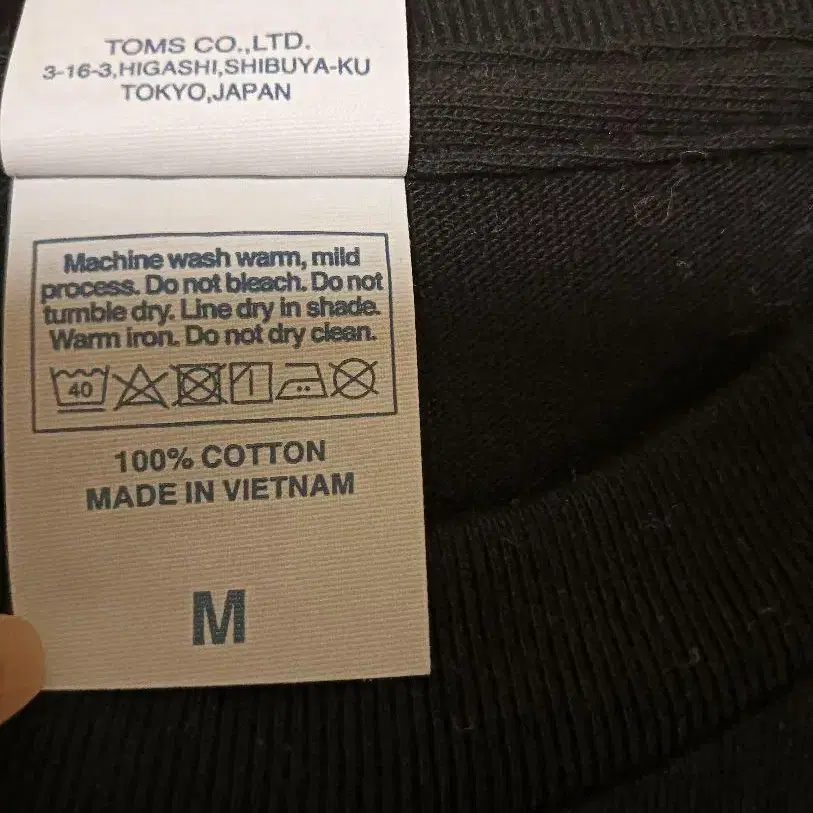 TOMS CO.,LTD.
3-16-3,HIGASHI,SHIBUYA-KU
TOKYO,JAPAN
Machine wash warm, mild
process. Do not bleach. Do not
tumble dry. Line dry in shade.
Warm iron. Do not dry clean.
40
100% COTTON
MADE IN VIETNAM
M